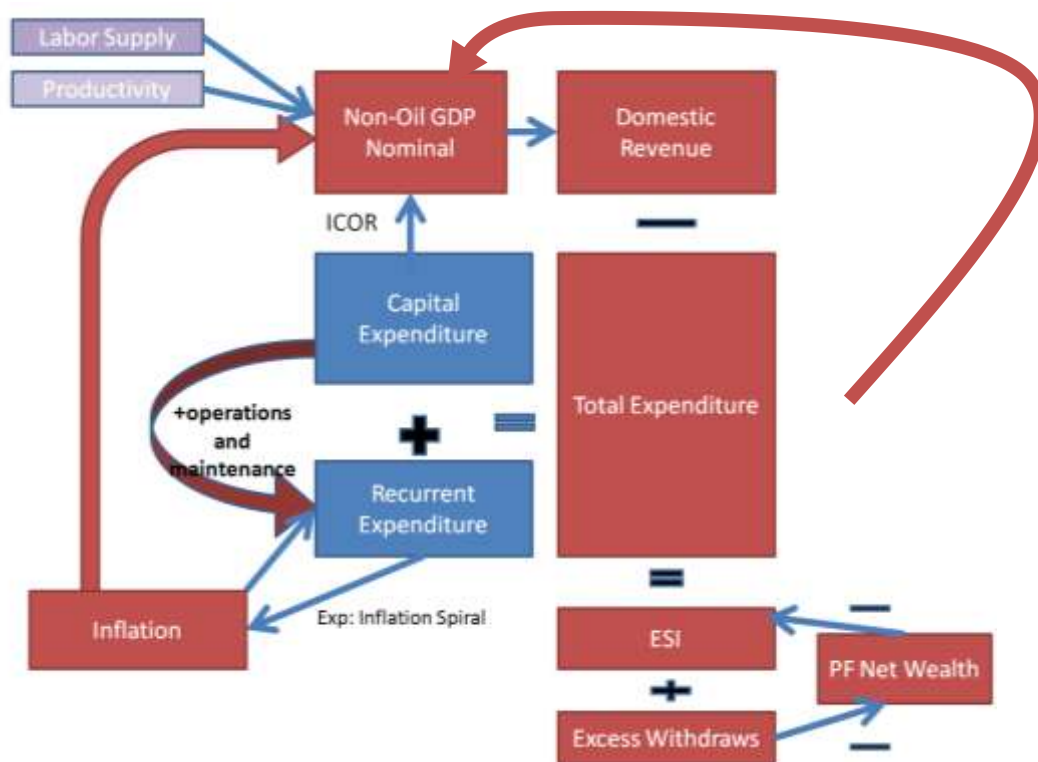 Labor Supply
Productivity
Non-Oil GDP
Nominal
Domestic
Revenue
ICOR
Capital
Expenditure
+operations
and
maintenance
Total Expenditure
Recurrent
Expenditure
Inflation
Exp: Inflation Spiral
ESI
PF Net Wealth
Excess Withdraws